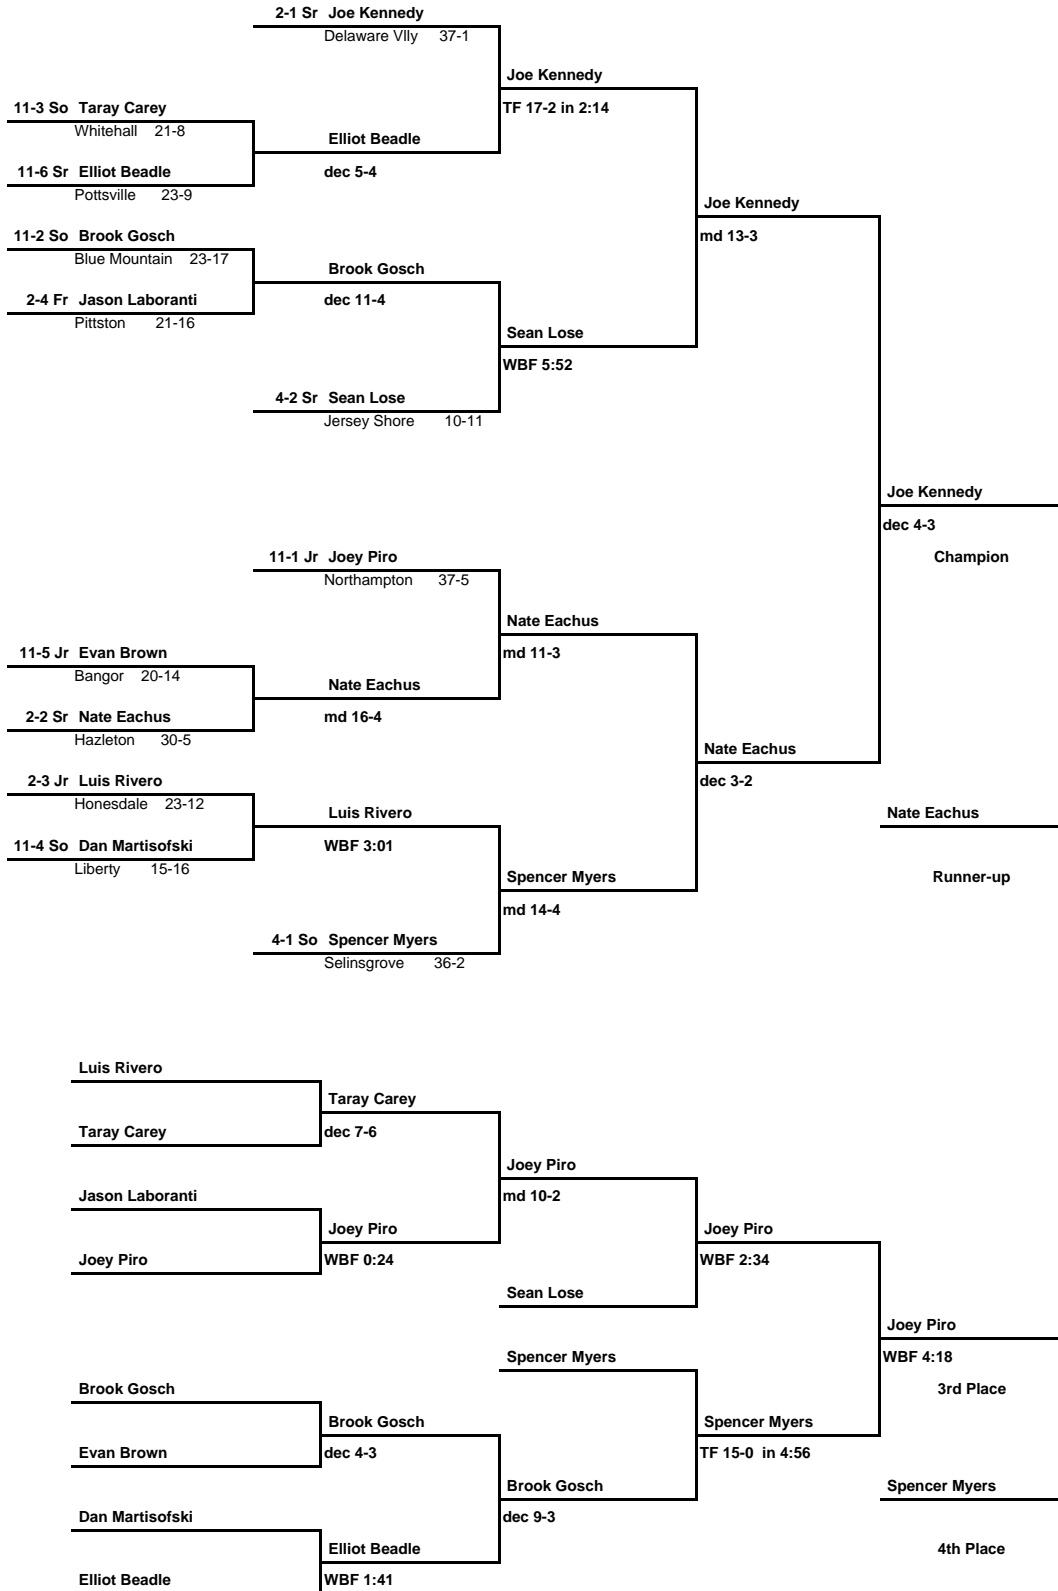 2-1 Sr Joe Kennedy
Delaware Vlly 37-1
Joe Kennedy
11-3 So Taray Carey
TF 17-2 in 2:14
Whitehall 21-8
Elliot Beadle
11-6 Sr Elliot Beadle
dec 5-4
Pottsville 23-9
Joe Kennedy
11-2 So Brook Gosch
md 13-3
Blue Mountain 23-17
Brook Gosch
2-4 Fr Jason Laboranti
dec 11-4
Pittston 21-16
Sean Lose
WBF 5:52
4-2 Sr Sean Lose
Jersey Shore 10-11
Joe Kennedy
dec 4-3
11-1 Jr Joey Piro
Champion
Northampton 37-5
Nate Eachus
11-5 Jr Evan Brown
md 11-3
Bangor 20-14
Nate Eachus
2-2 Sr Nate Eachus
md 16-4
Hazleton 30-5
Nate Eachus
2-3 Jr Luis Rivero
dec 3-2
Honesdale 23-12
Luis Rivero
Nate Eachus
11-4 So Dan Martisofski
WBF 3:01
Liberty 15-16
Spencer Myers
Runner-up
md 14-4
4-1 So Spencer Myers
Selinsgrove 36-2
Luis Rivero
Taray Carey
Taray Carey
dec 7-6
Joey Piro
Jason Laboranti
md 10-2
Joey Piro
Joey Piro
Joey Piro
WBF 0:24
WBF 2:34
Sean Lose
Joey Piro
Spencer Myers
WBF 4:18
Brook Gosch
3rd Place
Brook Gosch
Spencer Myers
Evan Brown
dec 4-3
TF 15-0 in 4:56
Brook Gosch
Spencer Myers
Dan Martisofski
dec 9-3
Elliot Beadle
4th Place
Elliot Beadle
WBF 1:41